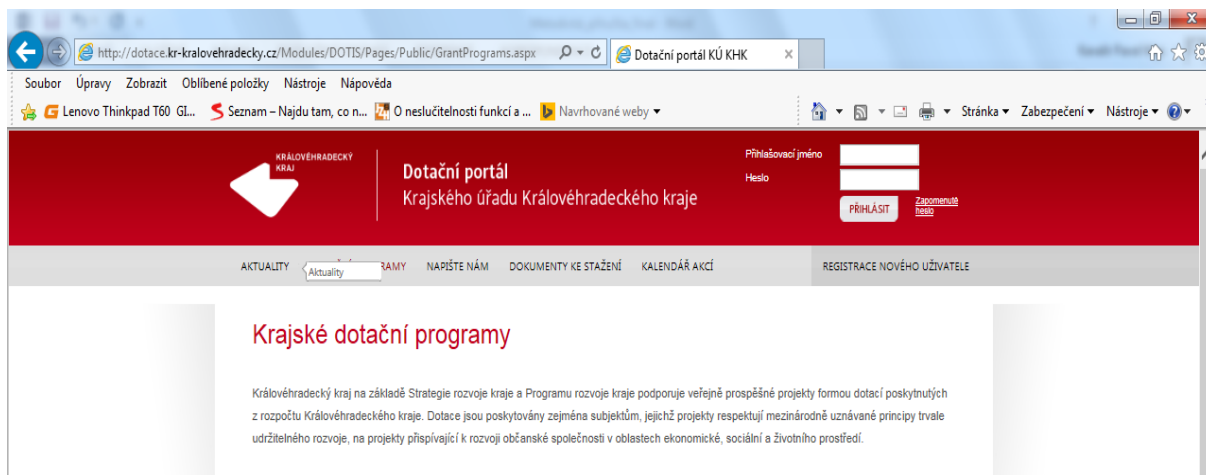 http://dotace.kr-kralovehradecky.cz/Modules/DOTIS/Pages/Public/GrantPrograms.aspx
Dotační portál KÚ KHK
Soubor Úpravy Zobrazit Oblíbené položky Nástroje Nápověda
Lenovo Thinkpad T60 Gl... Seznam – Najdu tam, co n... O neslučitelnosti funkcí a ... Navrhované weby Stránka Zabezpečení Nástroje
KRÁLOVÉHRADECKÝ
KRAJ
Dotační portál
Krajského úřadu Královéhradeckého kraje
Přihlašovací jméno
Heslo
PŘIHLÁSIT
Zapomenuté
heslo
AKTUALITY RAMY NAPIŠTE NÁM DOKUMENTY KE STAŽENÍ KALENDÁŘ AKCÍ REGISTRACE NOVÉHO UŽIVATELE
Aktuality
Krajské dotační programy
Královéhradecký kraj na základě Strategie rozvoje kraje a Programu rozvoje kraje podporuje veřejně prospěšné projekty formou dotací poskytnutých
z rozpočtu Královéhradeckého kraje. Dotace jsou poskytovány zejména subjektům, jejichž projekty respektují mezinárodně uznávané principy trvale
udržitelného rozvoje, na projekty přispívající k rozvoji občanské společnosti v oblastech ekonomické, sociální a životního prostředí.